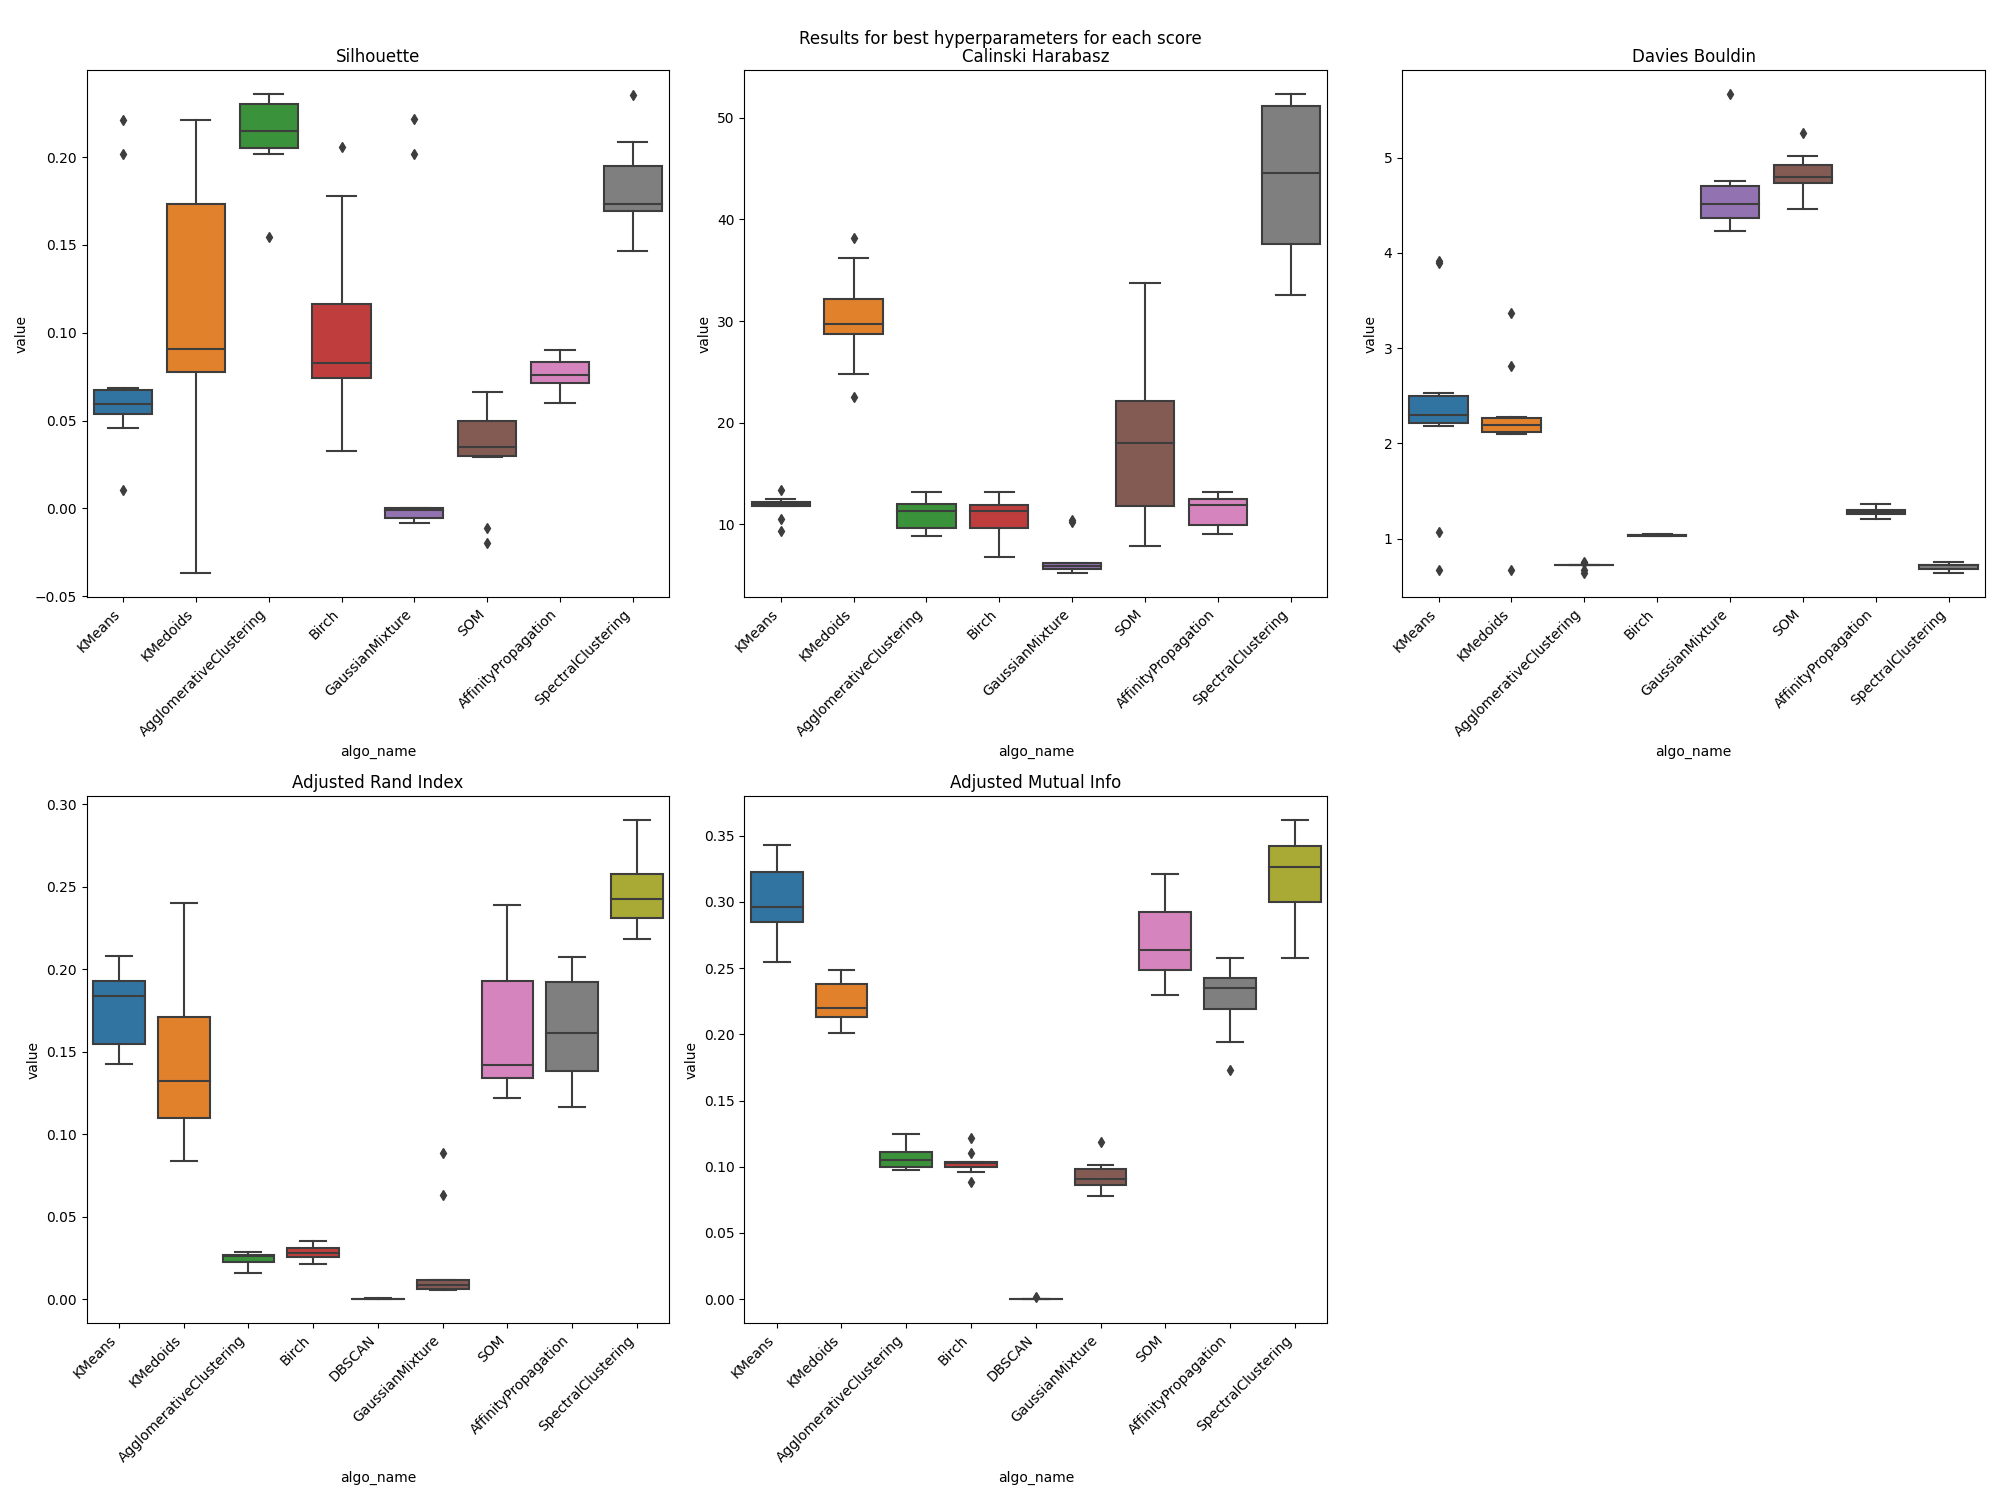 Results for best hyperparameters for each score
Silhouette
value
0.20
0.15
0.10
0.05
0.00
−0.05
KMeans
KMedoids
AgglomerativeClustering
Birch
GaussianMixture
SOM
AffinityPropagation
SpectralClustering
algo_name
Calinski Harabasz
value
50
40
30
20
10
KMeans
KMedoids
AgglomerativeClustering
Birch
GaussianMixture
SOM
AffinityPropagation
SpectralClustering
algo_name
Davies Bouldin
value
5
4
3
2
1
KMeans
KMedoids
AgglomerativeClustering
Birch
GaussianMixture
SOM
AffinityPropagation
SpectralClustering
algo_name
Adjusted Rand Index
value
0.30
0.25
0.20
0.15
0.10
0.05
0.00
KMeans
KMedoids
AgglomerativeClustering
Birch
DBSCAN
GaussianMixture
SOM
AffinityPropagation
SpectralClustering
algo_name
Adjusted Mutual Info
value
0.35
0.30
0.25
0.20
0.15
0.10
0.05
0.00
KMeans
KMedoids
AgglomerativeClustering
Birch
DBSCAN
GaussianMixture
SOM
AffinityPropagation
SpectralClustering
algo_name